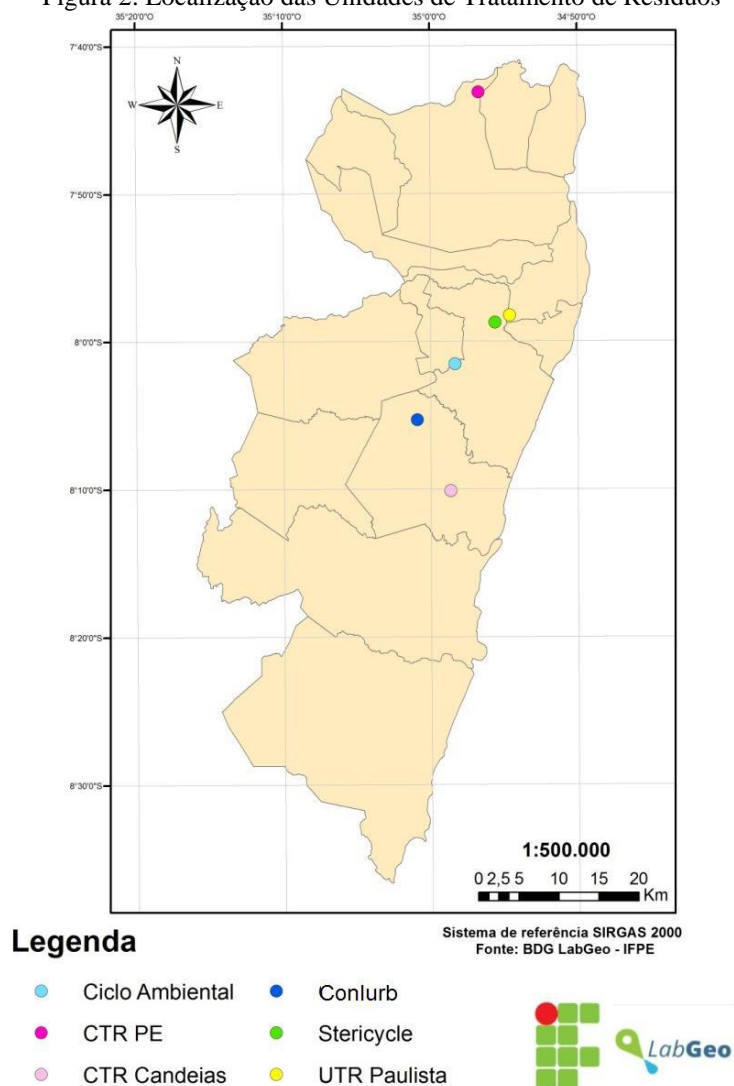 Figura 2: Localização das Unidades de Tratamento de Resíduos
35°20'0"W 35°10'0"W 35°0'0"W 34°50'0"W
7°40'0"S
N
W E
S
7°50'0"S
8°0'0"S
8°10'0"S
8°20'0"S
8°30'0"S
1:500.000
0 2,5 5 10 15 20
Km
Legenda
Sistema de referência SIRGAS 2000
Fonte: BDG LabGeo - IFPE
Ciclo Ambiental Conlurb
CTR PE Stericycle
CTR Candeias UTR Paulista
LabGeo